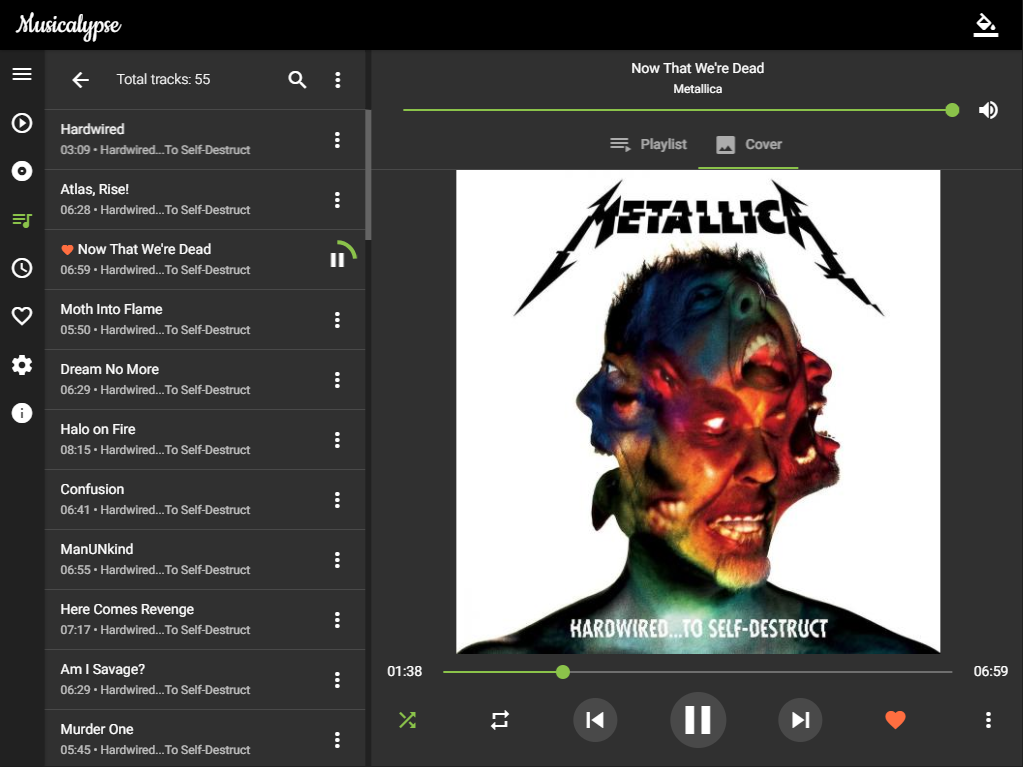 Musicalypse
Total tracks: 55
Hardwired
03:09 • Hardwired...To Self-Destruct
Atlas, Rise!
06:28 • Hardwired...To Self-Destruct
Now That We're Dead
06:59 • Hardwired...To Self-Destruct
Moth Into Flame
05:50 • Hardwired...To Self-Destruct
Dream No More
06:29 • Hardwired...To Self-Destruct
Halo on Fire
08:15 • Hardwired...To Self-Destruct
Confusion
06:41 • Hardwired...To Self-Destruct
ManUNkind
06:55 • Hardwired...To Self-Destruct
Here Comes Revenge
07:17 • Hardwired...To Self-Destruct
Am I Savage?
06:29 • Hardwired...To Self-Destruct
Murder One
05:45 • Hardwired...To Self-Destruct
Now That We're Dead
Metallica
Playlist
Cover
METALLICA
HARDWIRED...TO SELF-DESTRUCT
01:38
06:59